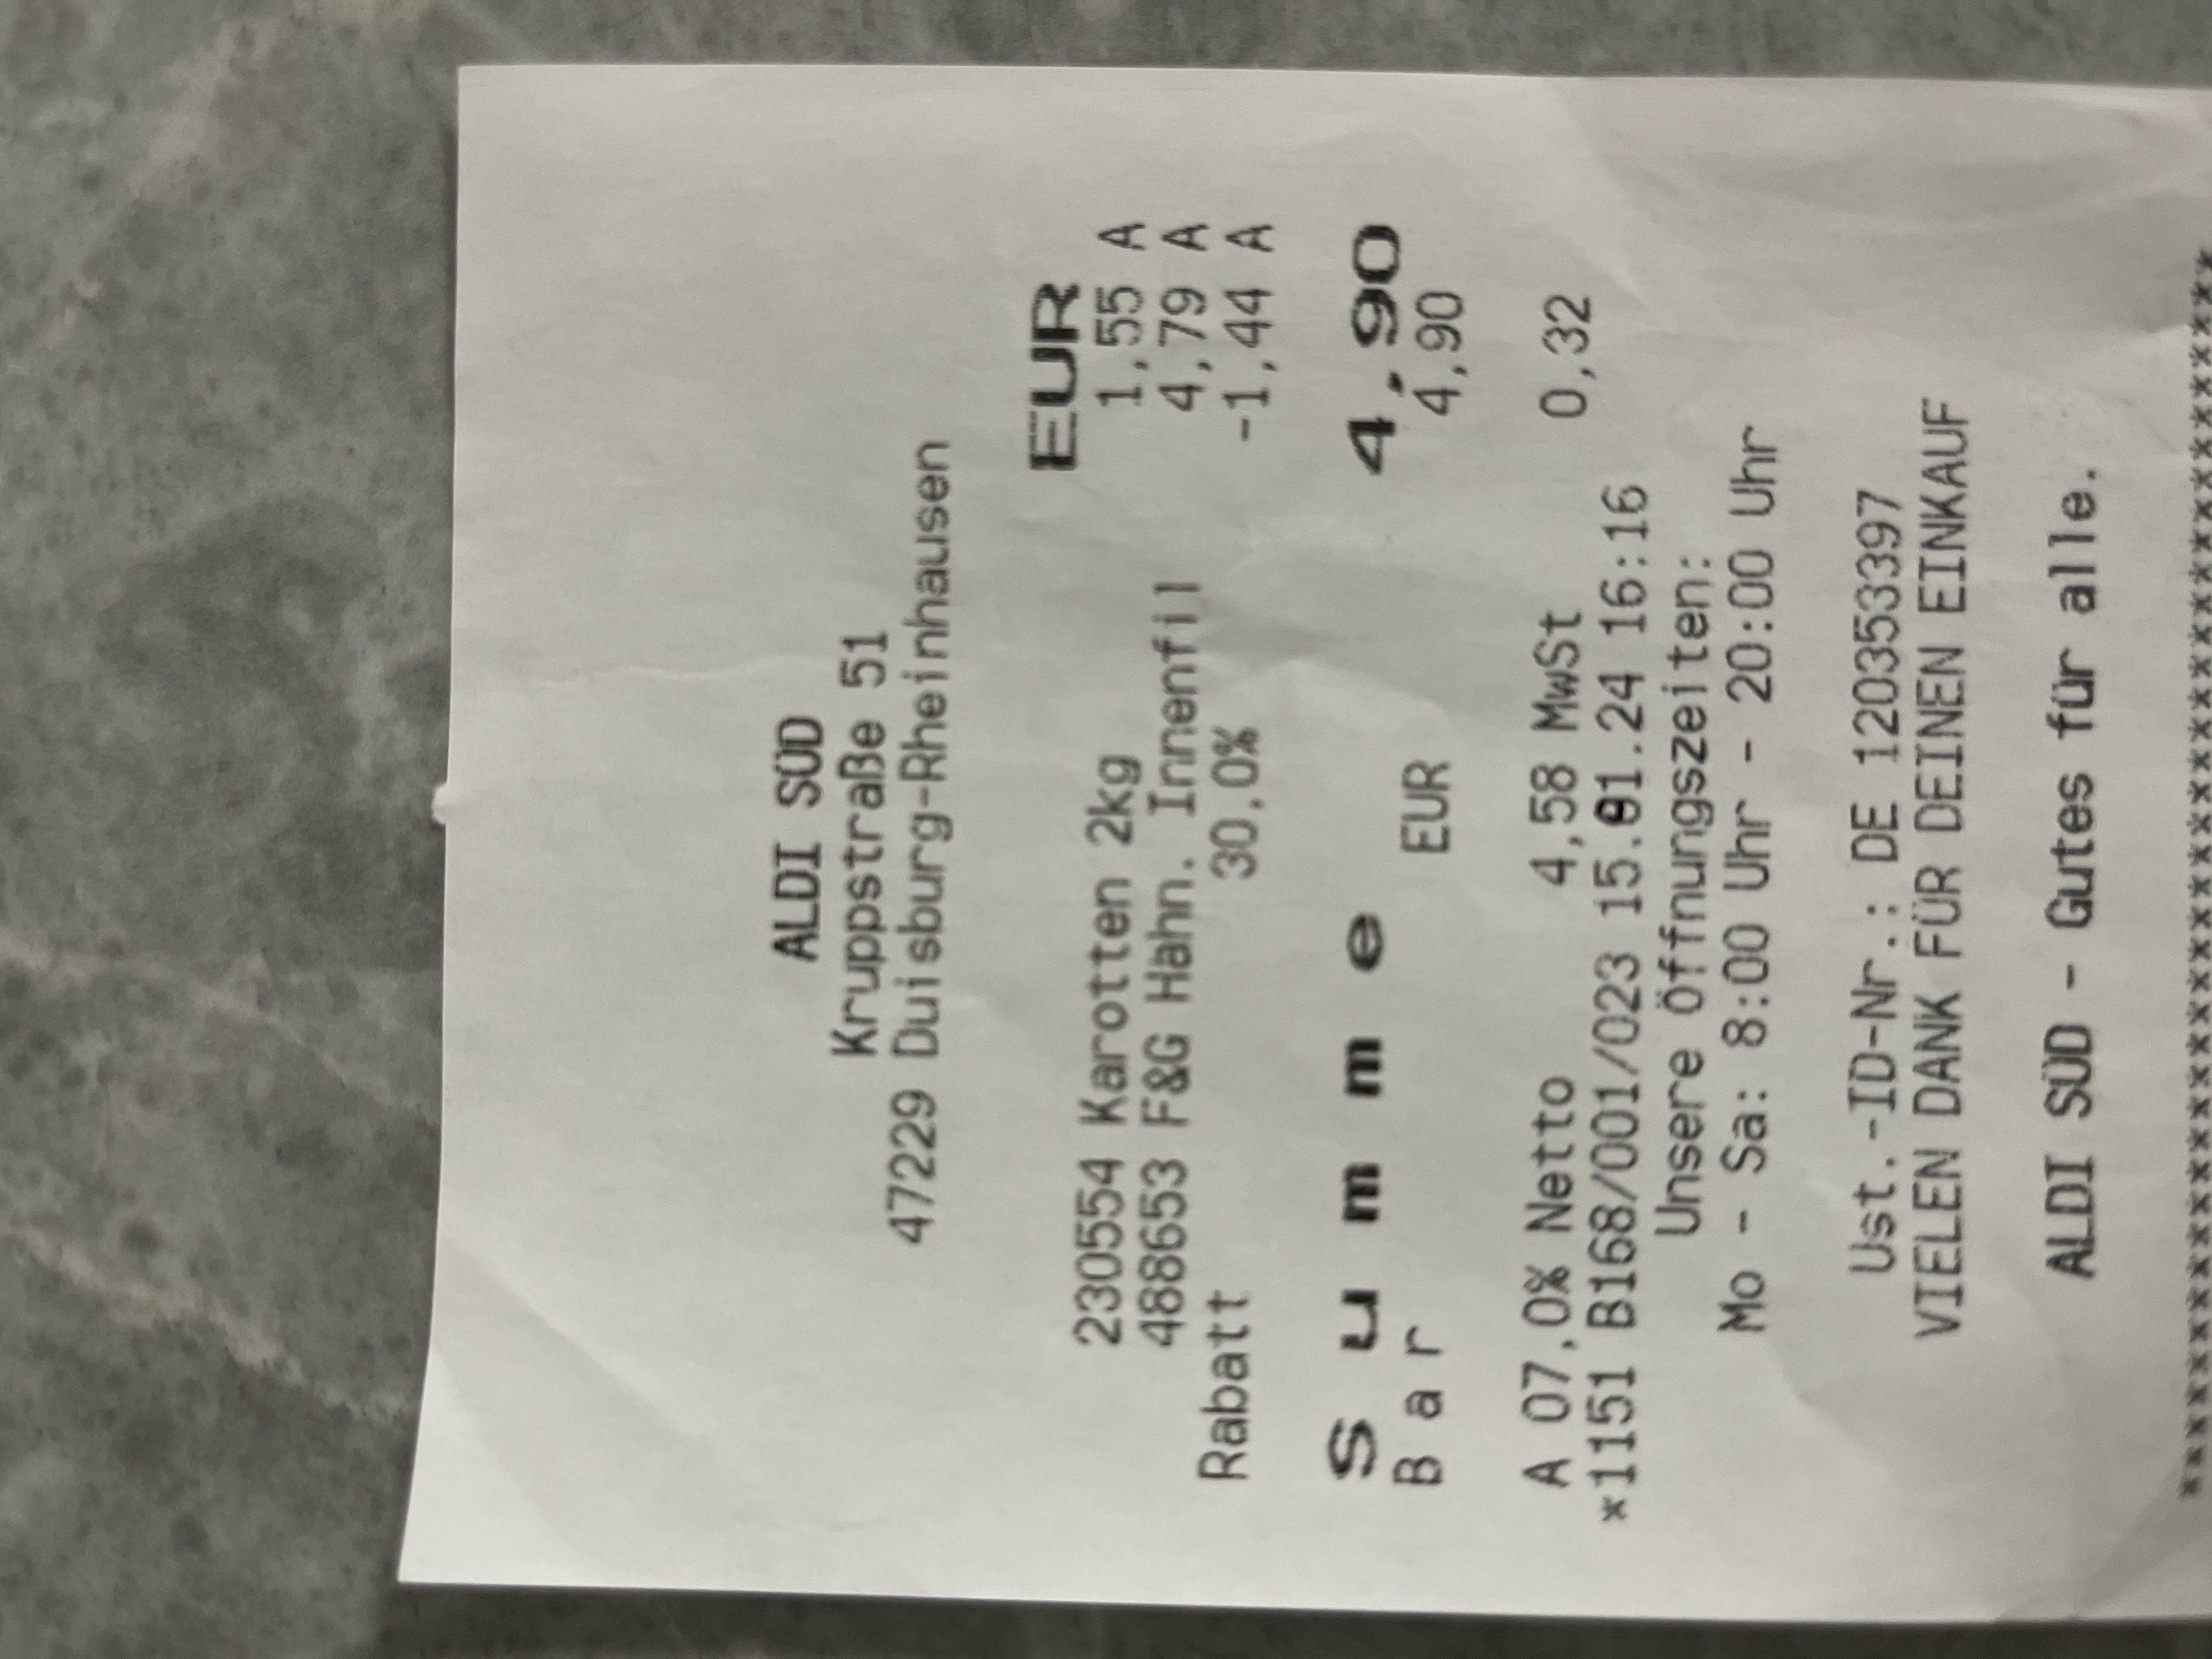 ALDI SÜD
Kruppstraße 51
47229 Duisburg-Rheinhausen
EUR
230554 Karotten 2kg 1,55 A
488653 F&G Hähn. Innenfil 4,79 A
Rabatt 30,0% -1,44 A
Summe 4,90
Bar EUR 4,90
A 07,0% Netto 4,58 MwSt 0,32
*1151 B168/001/023 15.01.24 16:16
Unsere Öffnungszeiten:
Mo - Sa: 8:00 Uhr - 20:00 Uhr
Ust.-ID-Nr.: DE 120353397
VIELEN DANK FÜR DEINEN EINKAUF
ALDI SÜD - Gutes für alle.
****************************************